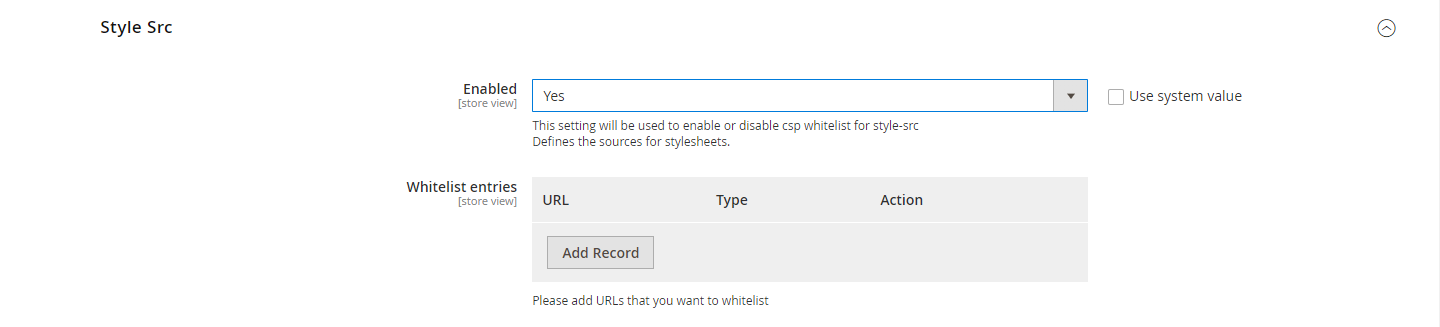 Style Src
Enabled
[store view]
Yes
Use system value
This setting will be used to enable or disable csp whitelist for style-src
Defines the sources for stylesheets.
Whitelist entries
[store view]
URL Type Action
Add Record
Please add URLs that you want to whitelist